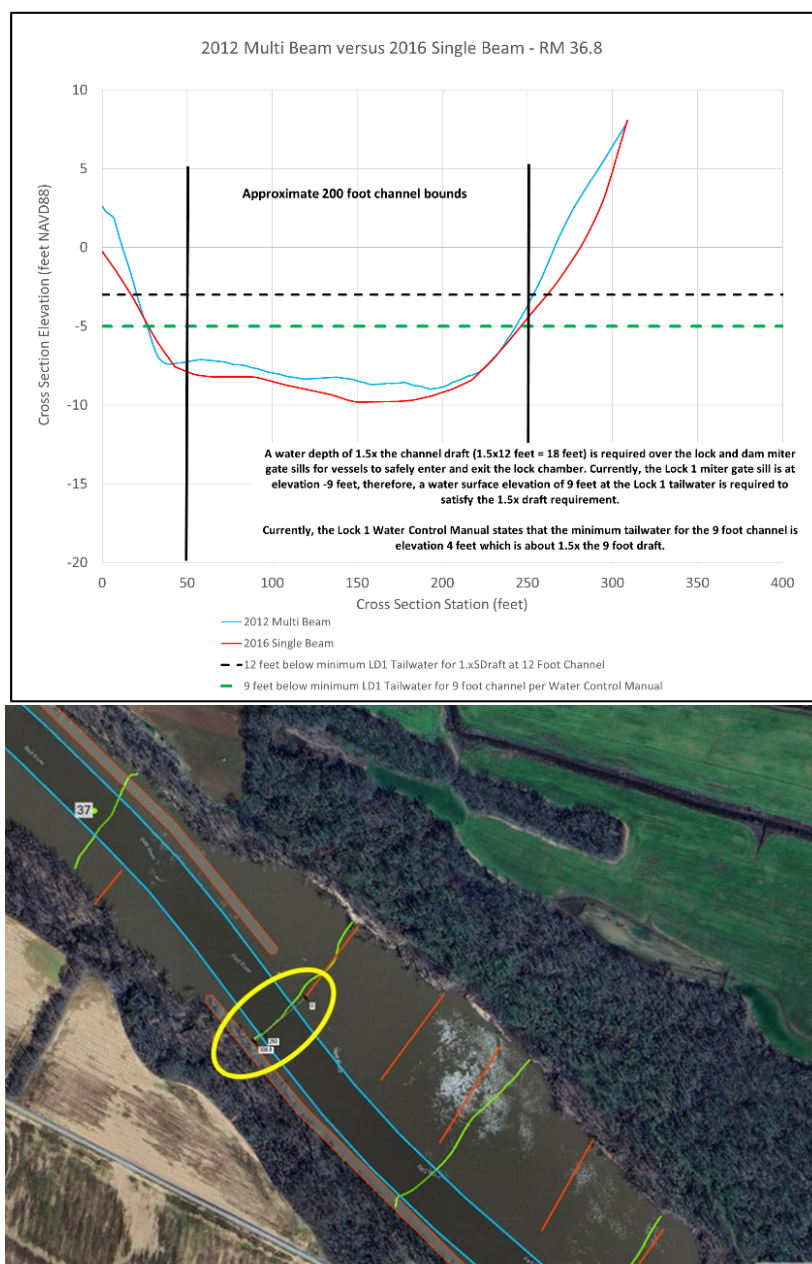 2012 Multi Beam versus 2016 Single Beam - RM 36.8
10
5
0
-5
-10
-15
-20
Cross Section Elevation (feet NAVD88)
Approximate 200 foot channel bounds
A water depth of 1.5x the channel draft (1.5x12 feet = 18 feet) is required over the lock and dam miter
gate sills for vessels to safely enter and exit the lock chamber. Currently, the Lock 1 miter gate sill is at
elevation -9 feet, therefore, a water surface elevation of 9 feet at the Lock 1 tailwater is required to
satisfy the 1.5x draft requirement.
Currently, the Lock 1 Water Control Manual states that the minimum tailwater for the 9 foot channel is
elevation 4 feet which is about 1.5x the 9 foot draft.
0 50 100 150 200 250 300 350 400
Cross Section Station (feet)
2012 Multi Beam
2016 Single Beam
12 feet below minimum LD1 Tailwater for 1.x5Draft at 12 Foot Channel
9 feet below minimum LD1 Tailwater for 9 foot channel per Water Control Manual
37
0